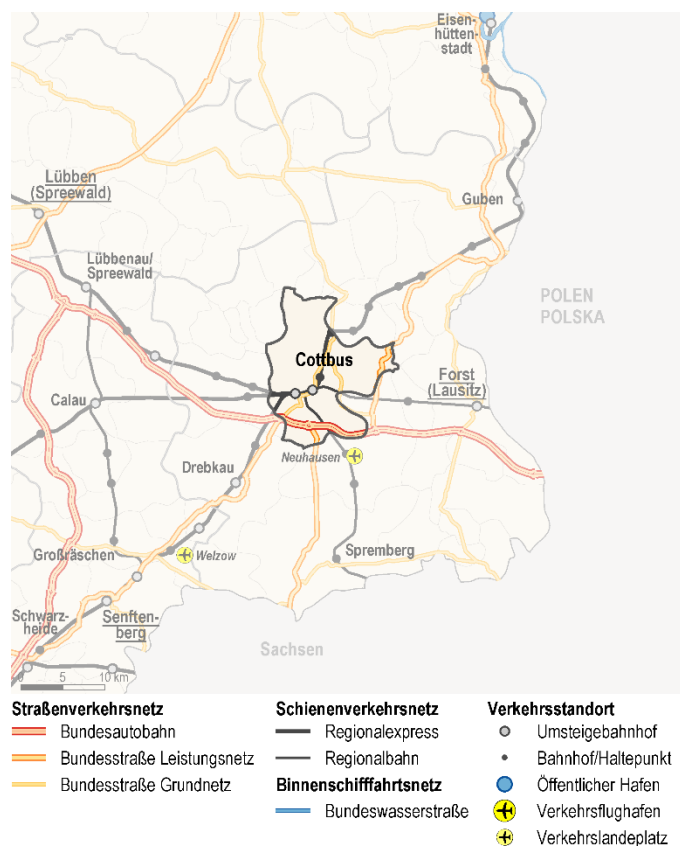 Eisen-
hütten-
stadt
Lübben
(Spreewald)
Guben
Lübbenau/
Spreewald
POLEN
POLSKA
Cottbus
Forst
(Lausitz)
Calau
Neuhausen
Drebkau
Großräschen
Welzow
Spremberg
Schwarz-
heide
Senften-
berg
Sachsen
0 5 10 km
Straßenverkehrsnetz
Bundesautobahn
Bundesstraße Leistungsnetz
Bundesstraße Grundnetz
Schienenverkehrsnetz
Regionalexpress
Regionalbahn
Binnenschifffahrtsnetz
Bundeswasserstraße
Verkehrsstandort
Umsteigebahnhof
Bahnhof/Haltepunkt
Öffentlicher Hafen
Verkehrsflughafen
Verkehrslandeplatz